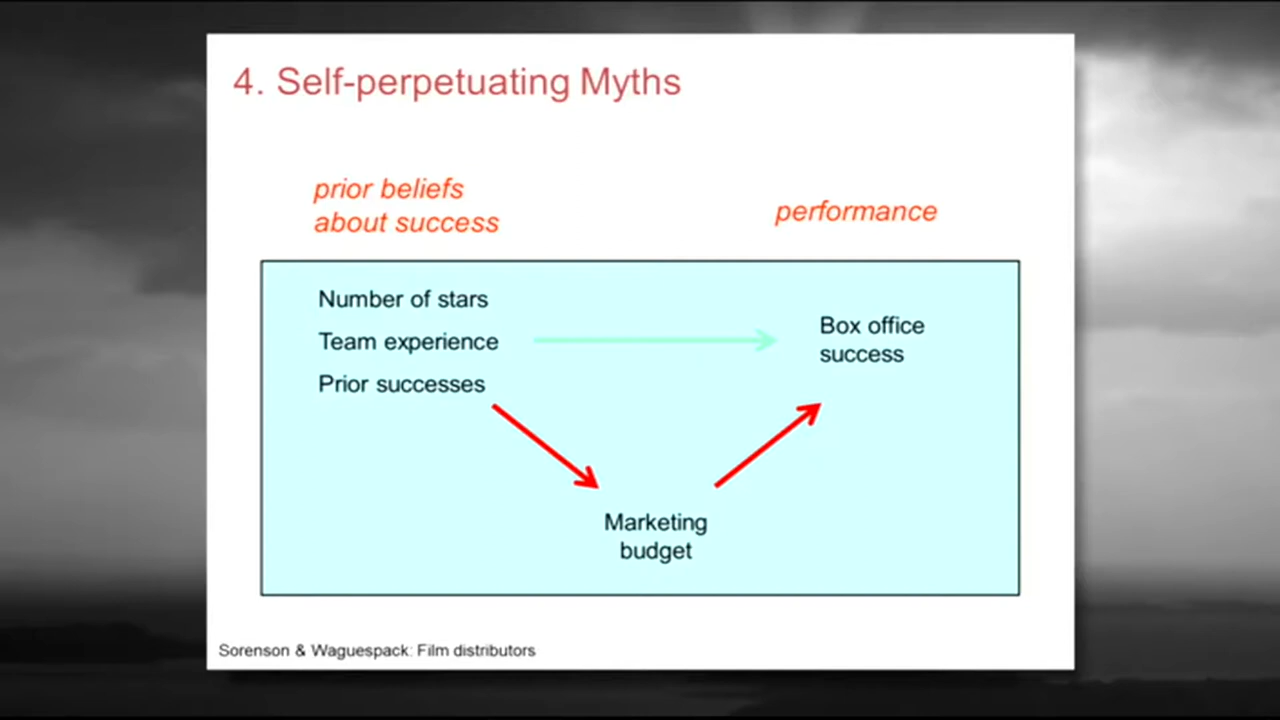 4. Self-perpetuating Myths
prior beliefs
about success
performance
Number of stars
Team experience
Prior successes
Box office
success
Marketing
budget
Sorenson & Waguespack: Film distributors